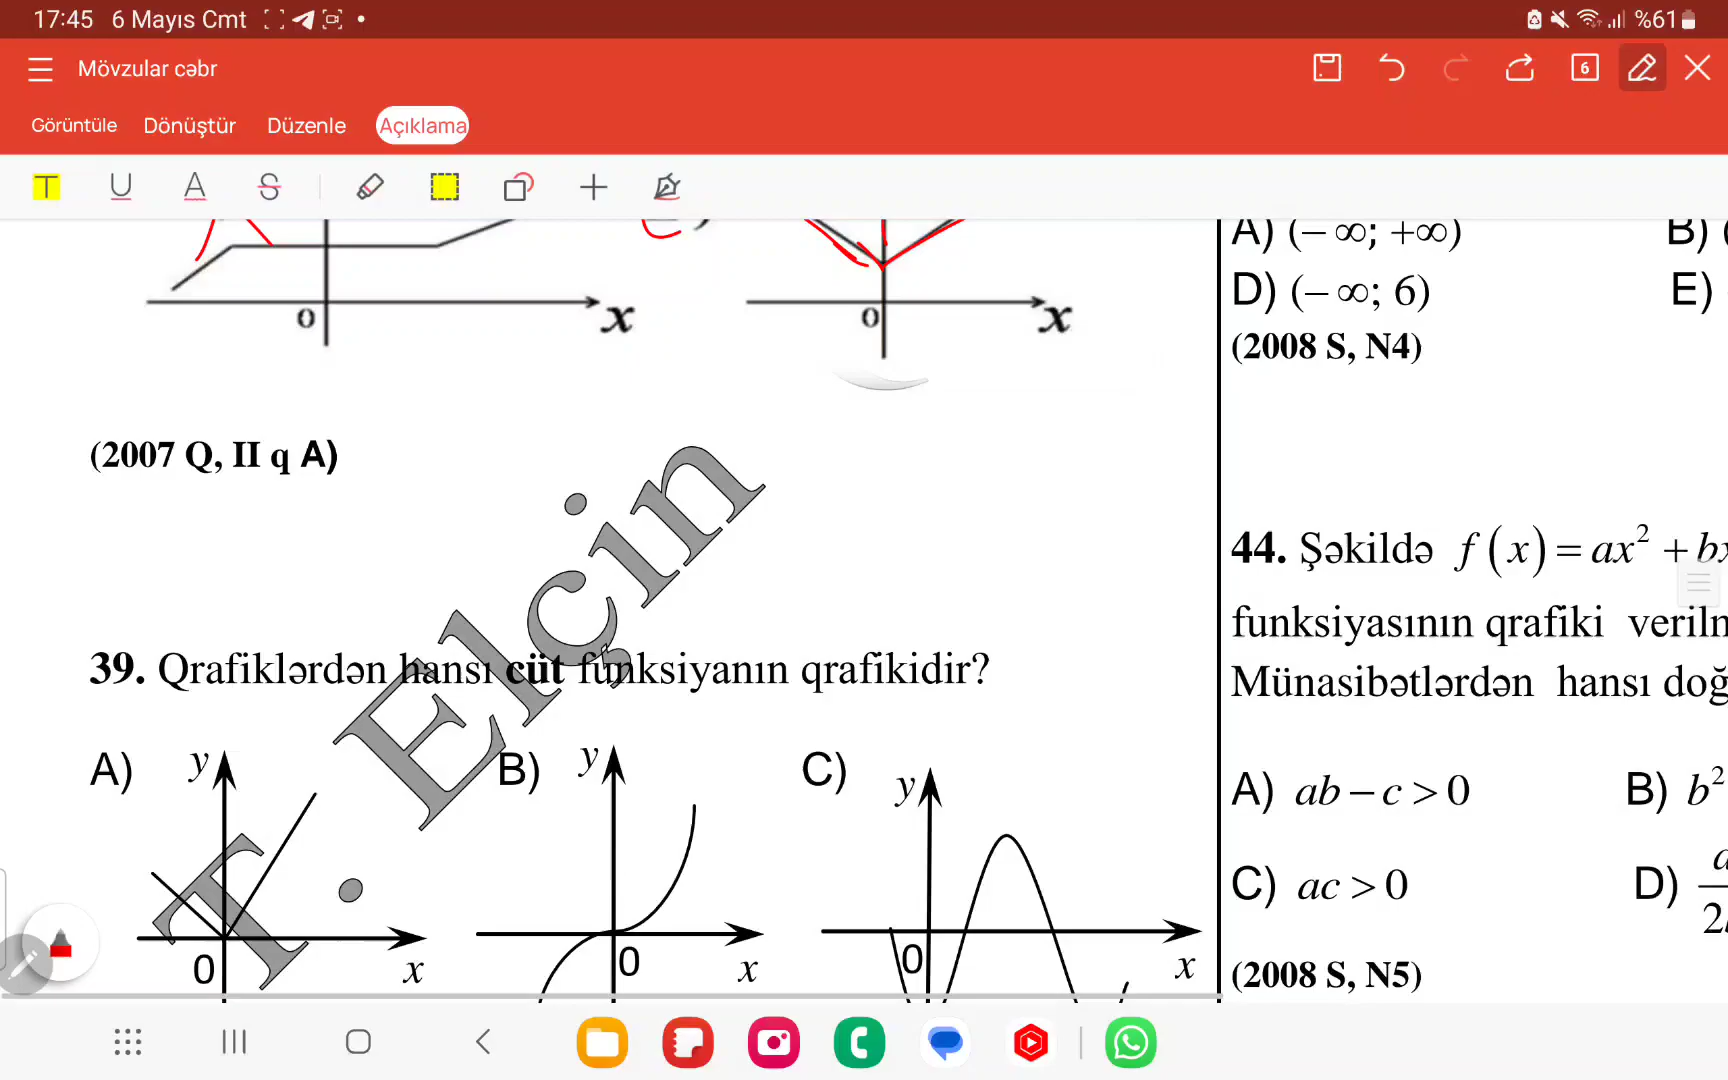 17:45 6 Mayıs Cmt %61
Mövzular cəbr
6
Görüntüle Dönüştür Düzenle Açıklama
T U A S
0 x
0 x
(2007 Q, II q A)
T. Elçin
39. Qrafiklərdən hansı cüt funksiyanın qrafikidir?
A) y 0 x
B) y 0 x
C) y 0 x
A) (– ∞; +∞) B) (
D) (– ∞; 6) E)
(2008 S, N4)
44. Şəkildə f(x)=ax² +b
funksiyasının qrafiki
Münasibətlərdən hansı
A) ab – c > 0 B) b²
C) ac > 0 D)
(2008 S, N5)